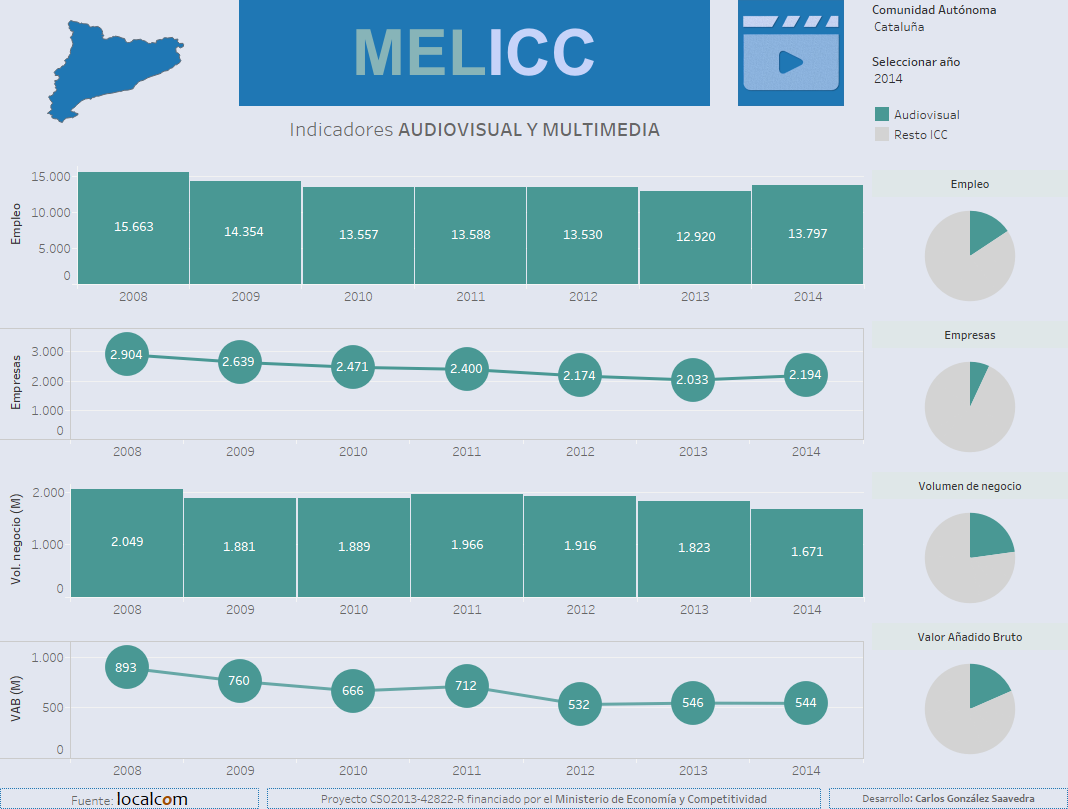 MELICC
Comunidad Autónoma
Cataluña
Seleccionar año
2014
Audiovisual
Resto ICC
Indicadores AUDIOVISUAL Y MULTIMEDIA
Empleo
15.000
10.000
5.000
0
15.663
14.354
13.557
13.588
13.530
12.920
13.797
2008 2009 2010 2011 2012 2013 2014
Empleo
Empresas
3.000
2.000
1.000
0
2.904
2.639
2.471
2.400
2.174
2.033
2.194
2008 2009 2010 2011 2012 2013 2014
Empresas
Vol. negocio (M)
2.000
1.000
0
2.049
1.881
1.889
1.966
1.916
1.823
1.671
2008 2009 2010 2011 2012 2013 2014
Volumen de negocio
VAB (M)
1.000
500
0
893
760
666
712
532
546
544
2008 2009 2010 2011 2012 2013 2014
Valor Añadido Bruto
Fuente: localcom
Proyecto CSO2013-42822-R financiado por el Ministerio de Economía y Competitividad
Desarrollo: Carlos González Saavedra